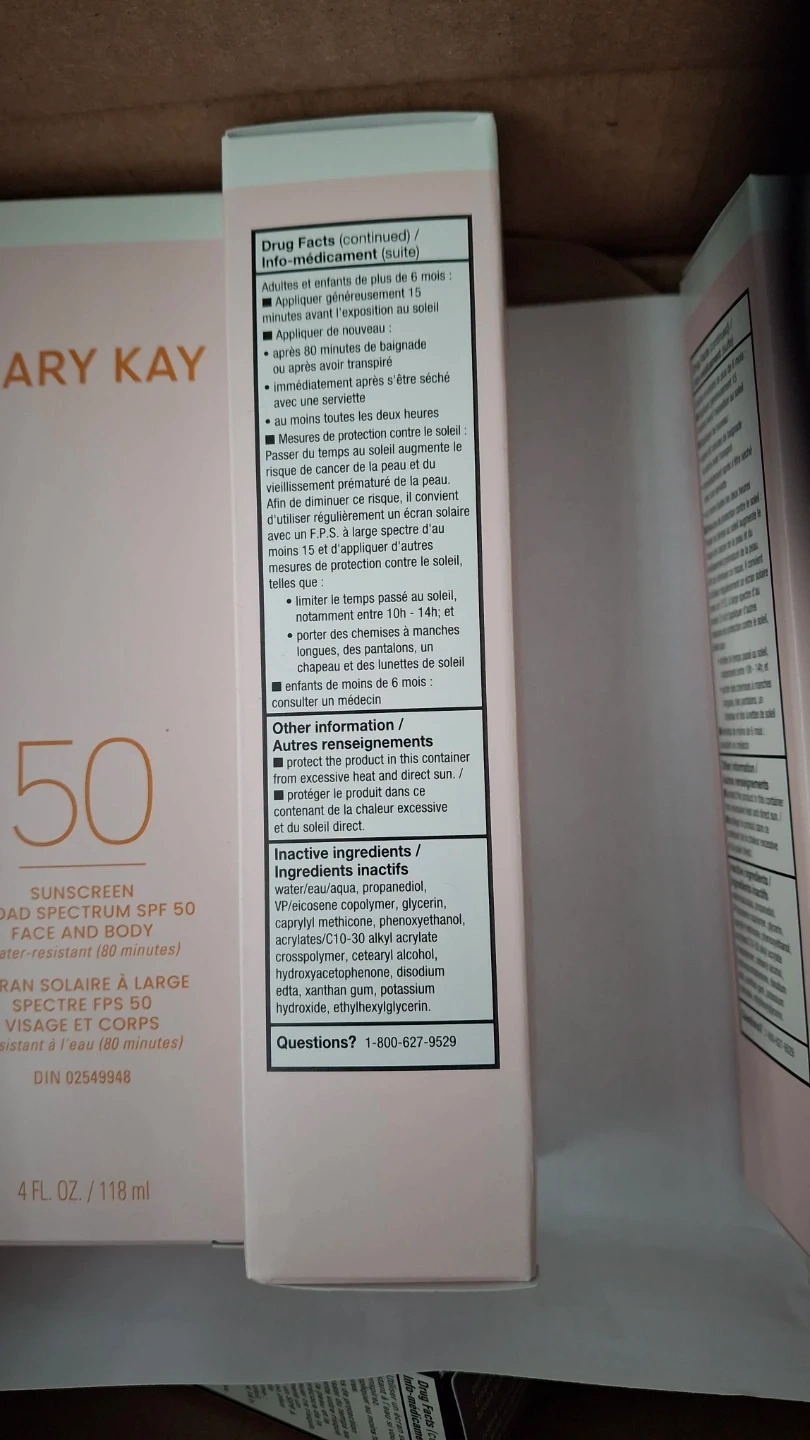 ARY KAY
50
SUNSCREEN
OAD SPECTRUM SPF 50
FACE AND BODY
ater-resistant (80 minutes)
RAN SOLAIRE À LARGE
SPECTRE FPS 50
VISAGE ET CORPS
sistant à l'eau (80 minutes)
DIN 02549948
4 FL. OZ. / 118 ml
Drug Facts (continued) /
Info-médicament (suite)
Adultes et enfants de plus de 6 mois :
■ Appliquer généreusement 15
minutes avant l'exposition au soleil
■ Appliquer de nouveau :
• après 80 minutes de baignade
ou après avoir transpiré
• immédiatement après s'être séché
avec une serviette
• au moins toutes les deux heures
■ Mesures de protection contre le soleil :
Passer du temps au soleil augmente le
risque de cancer de la peau et du
vieillissement prématuré de la peau.
Afin de diminuer ce risque, il convient
d'utiliser régulièrement un écran solaire
avec un F.P.S. à large spectre d'au
moins 15 et d'appliquer d'autres
mesures de protection contre le soleil,
telles que :
• limiter le temps passé au soleil,
notamment entre 10h - 14h; et
• porter des chemises à manches
longues, des pantalons, un
chapeau et des lunettes de soleil
■ enfants de moins de 6 mois :
consulter un médecin
Other information /
Autres renseignements
■ protect the product in this container
from excessive heat and direct sun. /
■ protéger le produit dans ce
contenant de la chaleur excessive
et du soleil direct.
Inactive ingredients /
Ingredients inactifs
water/eau/aqua, propanediol,
VP/eicosene copolymer, glycerin,
caprylyl methicone, phenoxyethanol,
acrylates/C10-30 alkyl acrylate
crosspolymer, cetearyl alcohol,
hydroxyacetophenone, disodium
edta, xanthan gum, potassium
hydroxide, ethylhexylglycerin.
Questions? 1-800-627-9529
Other information /
Autres renseignements
Drug Facts
Info-médicame